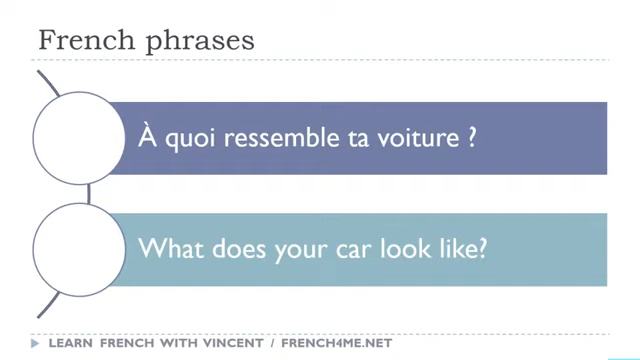 French phrases
À quoi ressemble ta voiture ?
What does your car look like?
LEARN FRENCH WITH VINCENT / FRENCH4ME.NET